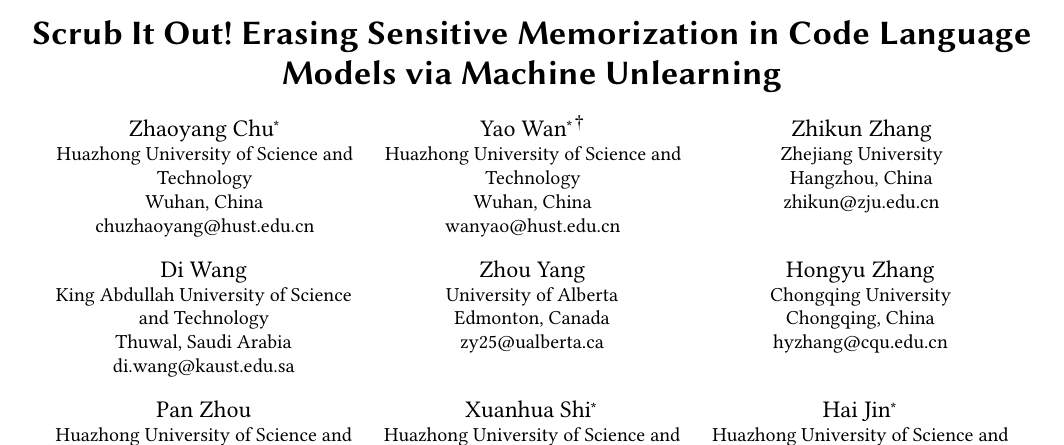 Scrub It Out! Erasing Sensitive Memorization in Code Language
Models via Machine Unlearning
Zhaoyang Chu*
Huazhong University of Science and
Technology
Wuhan, China
chuzhaoyang@hust.edu.cn
Yao Wan*†
Huazhong University of Science and
Technology
Wuhan, China
wanyao@hust.edu.cn
Zhikun Zhang
Zhejiang University
Hangzhou, China
zhikun@zju.edu.cn
Di Wang
King Abdullah University of Science
and Technology
Thuwal, Saudi Arabia
di.wang@kaust.edu.sa
Zhou Yang
University of Alberta
Edmonton, Canada
zy25@ualberta.ca
Hongyu Zhang
Chongqing University
Chongqing, China
hyzhang@cqu.edu.cn
Pan Zhou
Huazhong University of Science and
Xuanhua Shi*
Huazhong University of Science and
Hai Jin*
Huazhong University of Science and